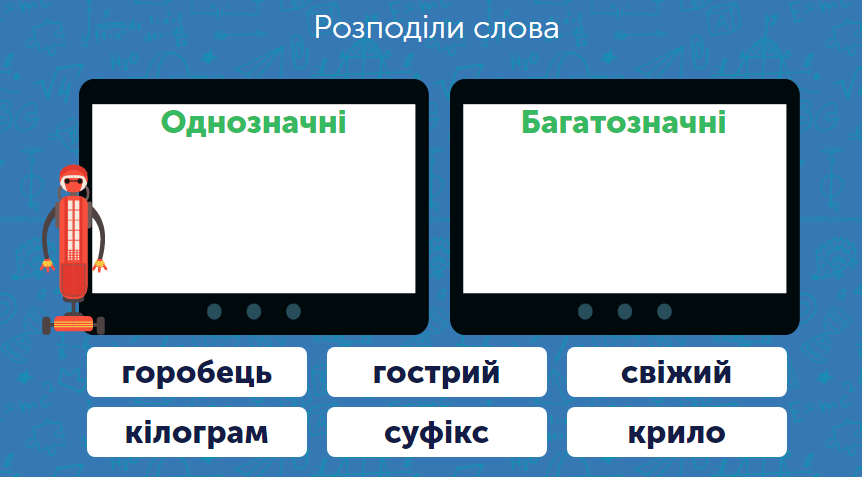 Розподіли слова
Однозначні
Багатозначні
горобець
гострий
свіжий
кілограм
суфікс
крило